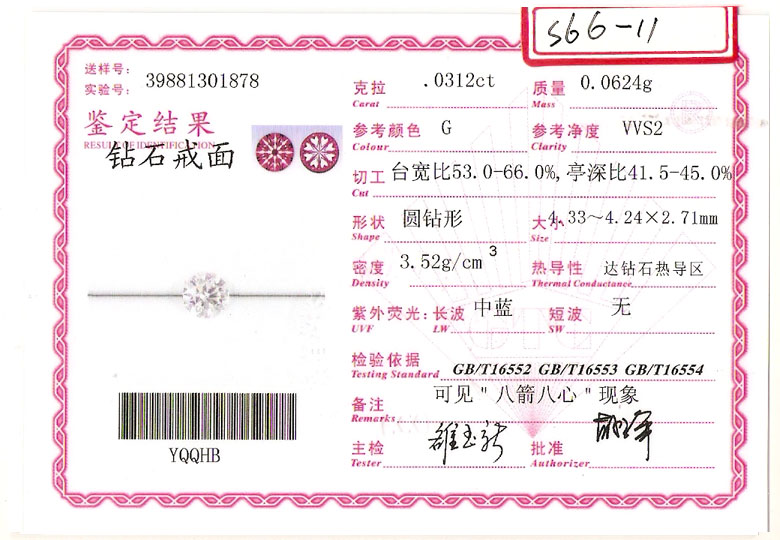 S66-11
送样号:
实验号: 39881301878
鉴定结果
RESULT OF IDENTIFICATION
钻石戒面
克拉 .0312ct 质量 0.0624g
Carat Mass
参考颜色 G 参考净度 VVS2
Colour Clarity
切工 台宽比53.0-66.0%,亭深比41.5-45.0%
Cut
形状 圆钻形 大小 4.33～4.24×2.71mm
Shape Size
密度 3.52g/cm³ 热导性 达钻石热导区
Density Thermal Conductance
紫外荧光: 长波 中蓝 短波 无
UVF LW SW
检验依据 GB/T16552 GB/T16553 GB/T16554
Testing Standard
备注 可见"八箭八心"现象
Remarks
主检 批准
Tester Authorizer
YQQHB